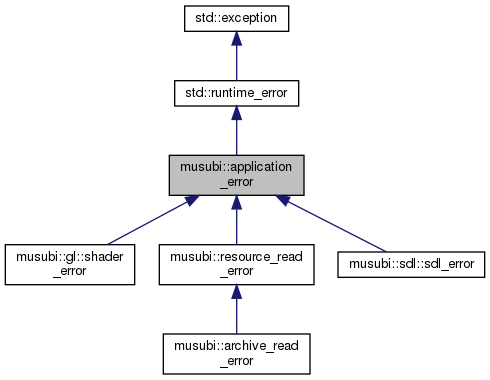 std::exception
std::runtime_error
musubi::application
_error
musubi::gl::shader
_error
musubi::resource_read
_error
musubi::sdl::sdl_error
musubi::archive_read
_error